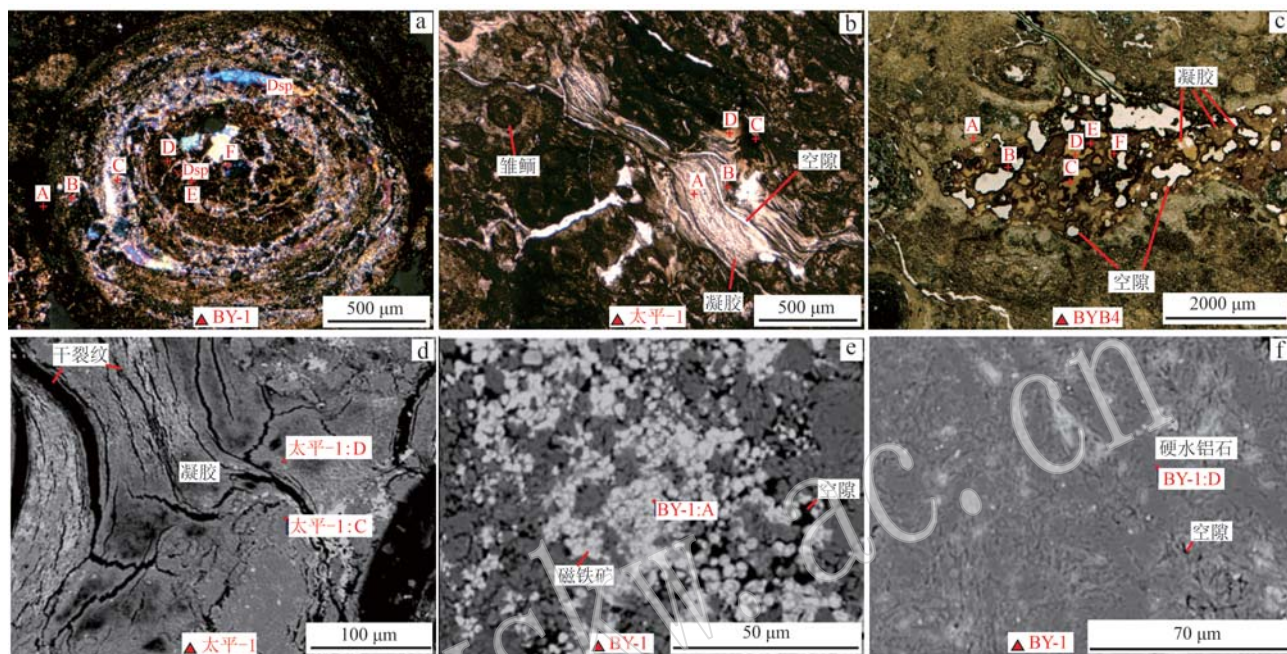 a
Dsp
D
F
C
Dsp
A
B
E
500 μm
▲ BY-1
b
D
C
雏鲕
空隙
A
B
凝胶
500 μm
▲ 太平-1
c
凝胶
A
E
D
B
F
C
空隙
2000 μm
▲ BYB4
d
干裂纹
太平-1:D
凝胶
太平-1:C
100 μm
▲ 太平-1
e
BY-1:A
空隙
磁铁矿
50 μm
▲ BY-1
f
硬水铝石
BY-1:D
空隙
70 μm
▲ BY-1
skw ac. cn